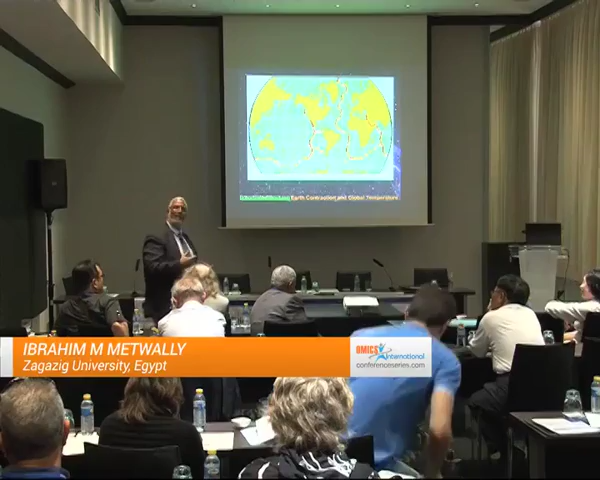 Earth Contraction and Global Temperature
IBRAHIM M METWALLY
Zagazig University, Egypt
OMICS International
conferenceseries.com